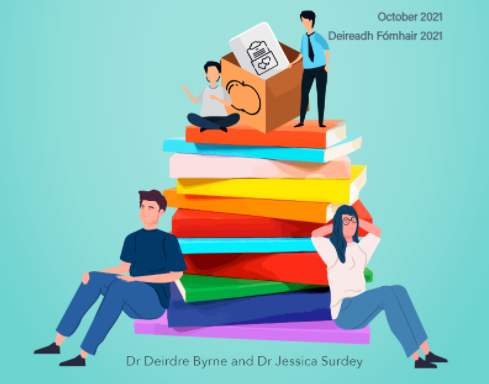 October 2021
Deireadh Fómhair 2021
Dr Deirdre Byrne and Dr Jessica Surdey